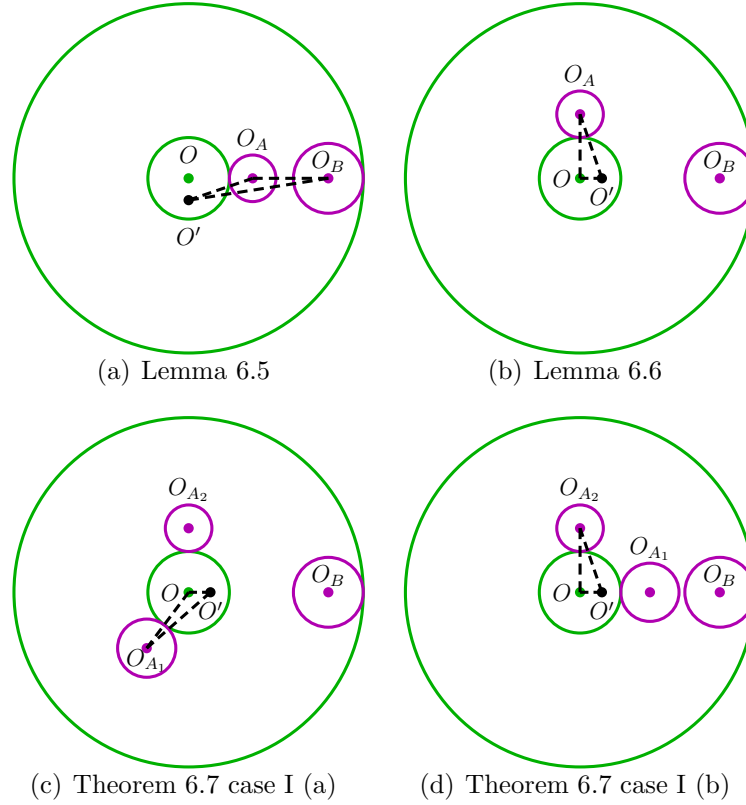 O
O_A
O_B
O'
(a) Lemma 6.5
O_A
O
O'
O_B
(b) Lemma 6.6
O_{A_2}
O
O'
O_B
O_{A_1}
(c) Theorem 6.7 case I (a)
O_{A_2}
O_{A_1}
O
O'
O_B
(d) Theorem 6.7 case I (b)